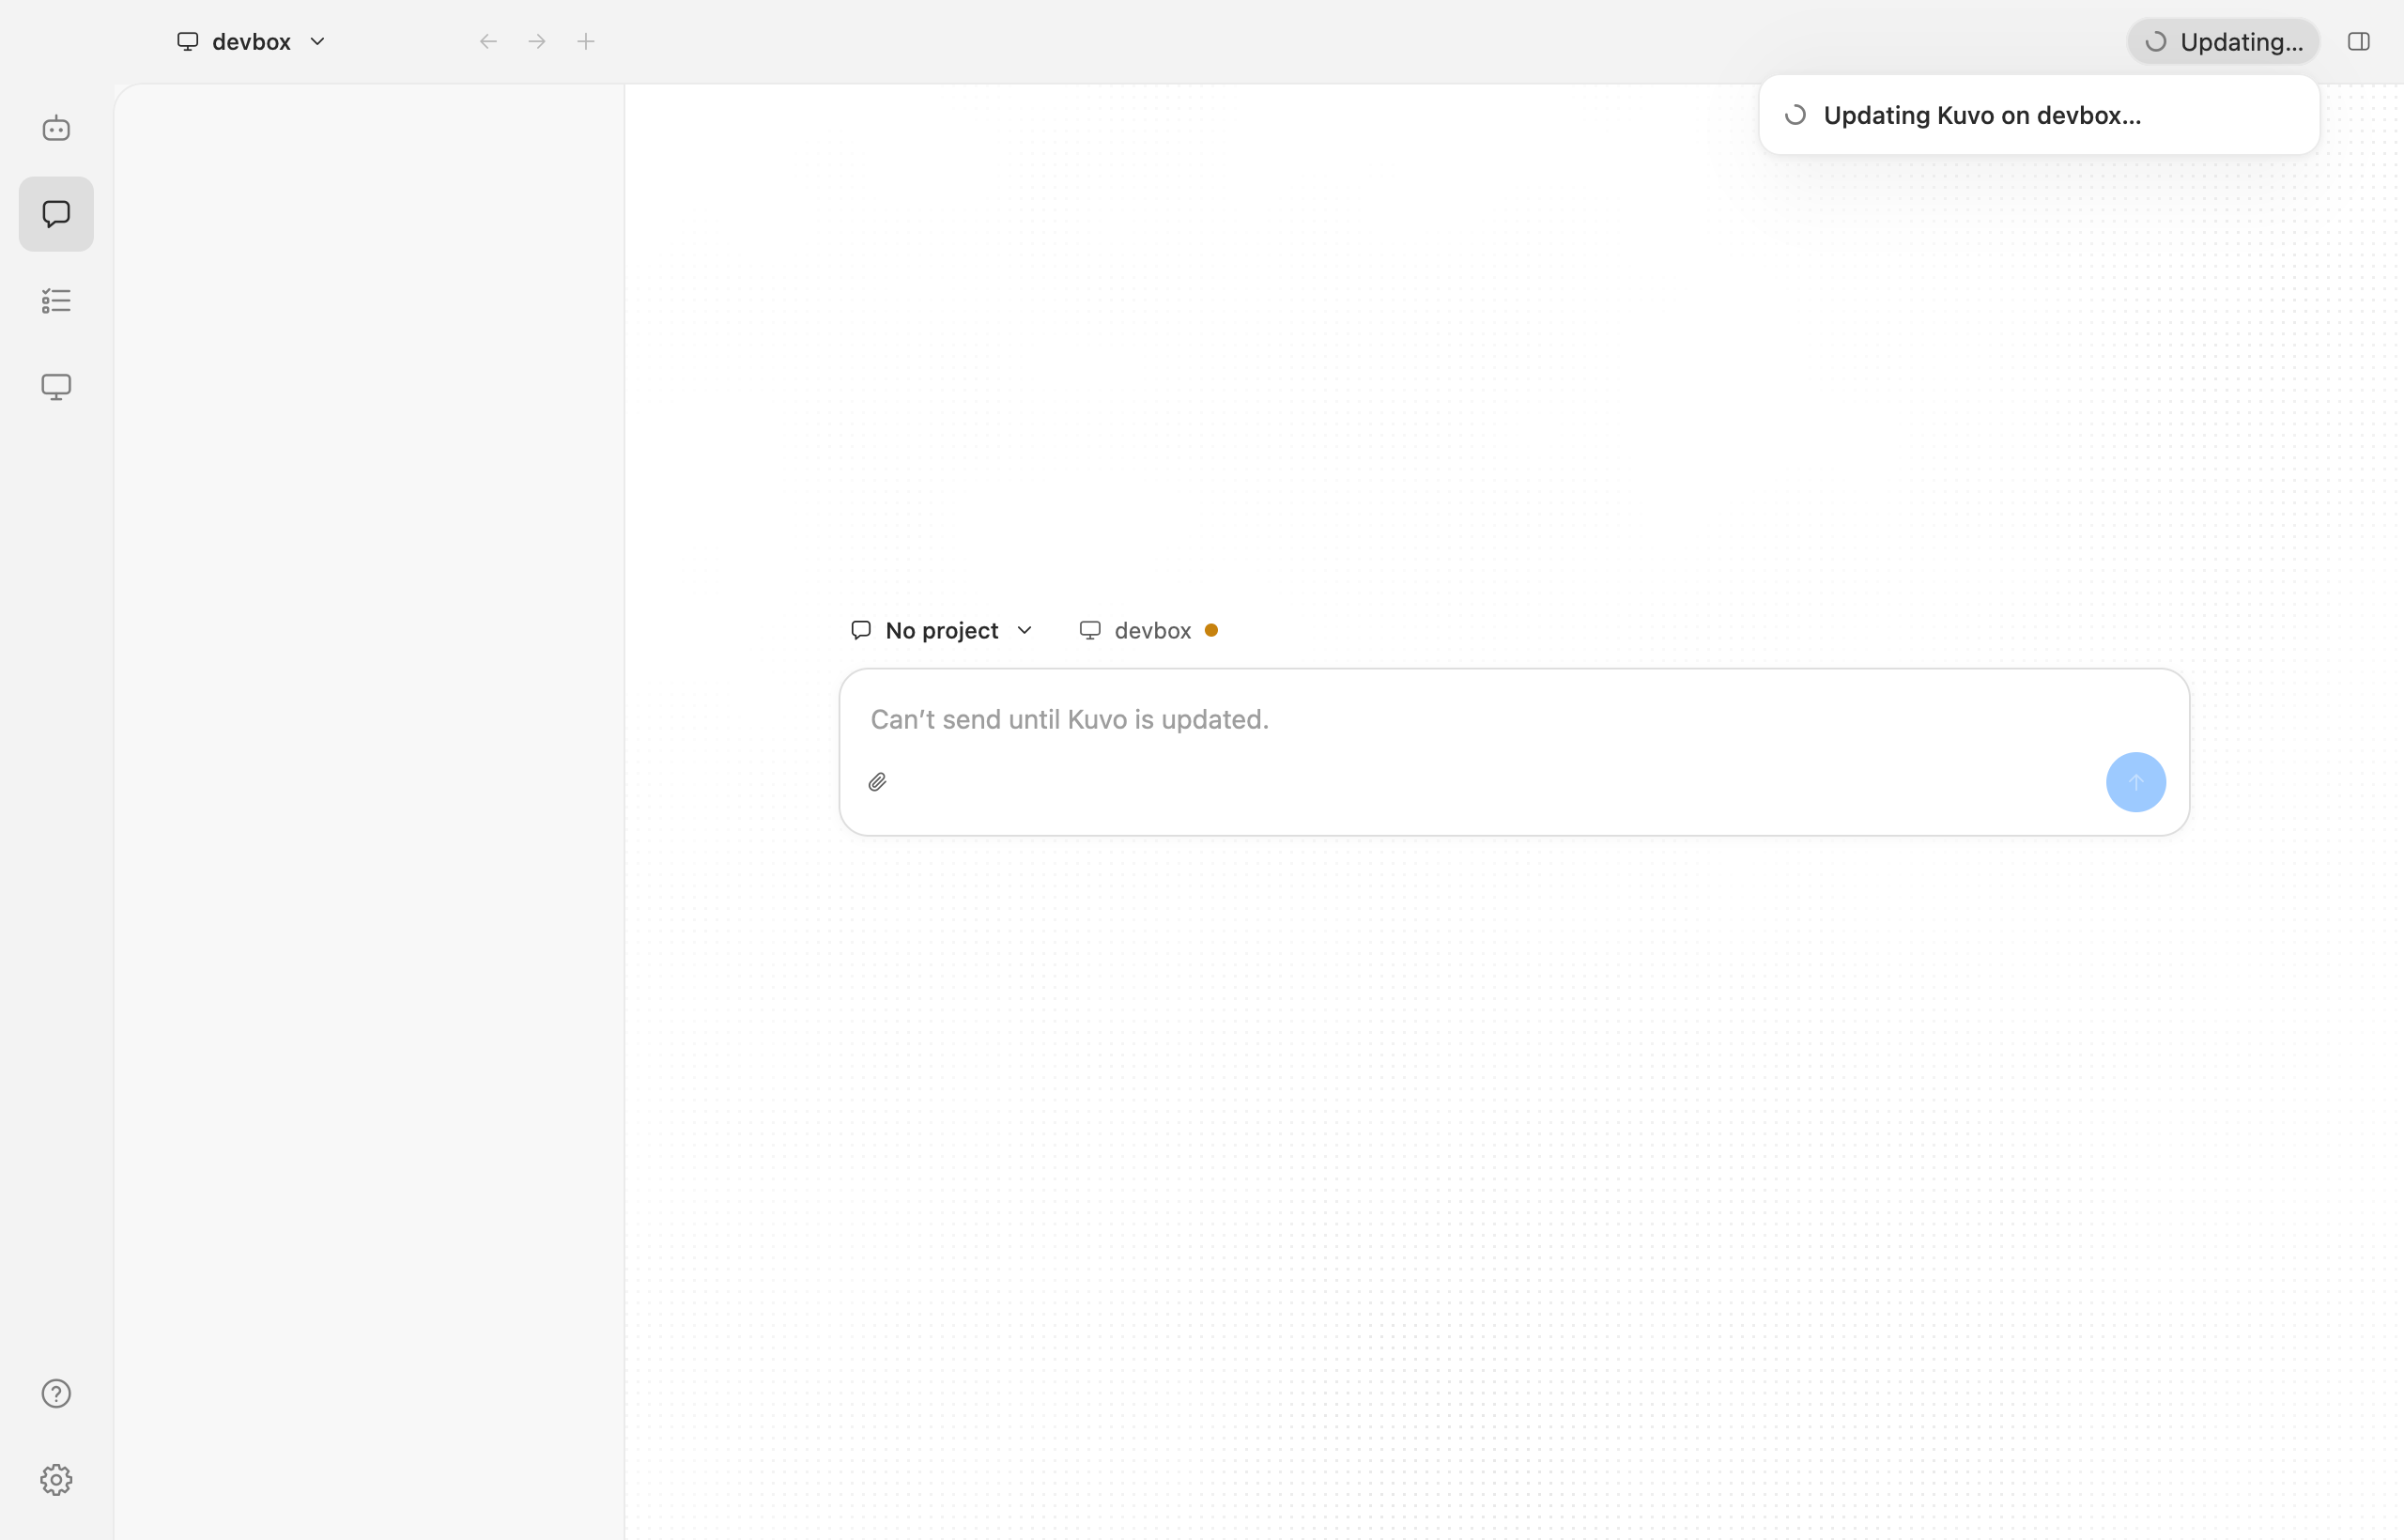 devbox
Updating...
Updating Kuvo on devbox...
No project
devbox
Can’t send until Kuvo is updated.